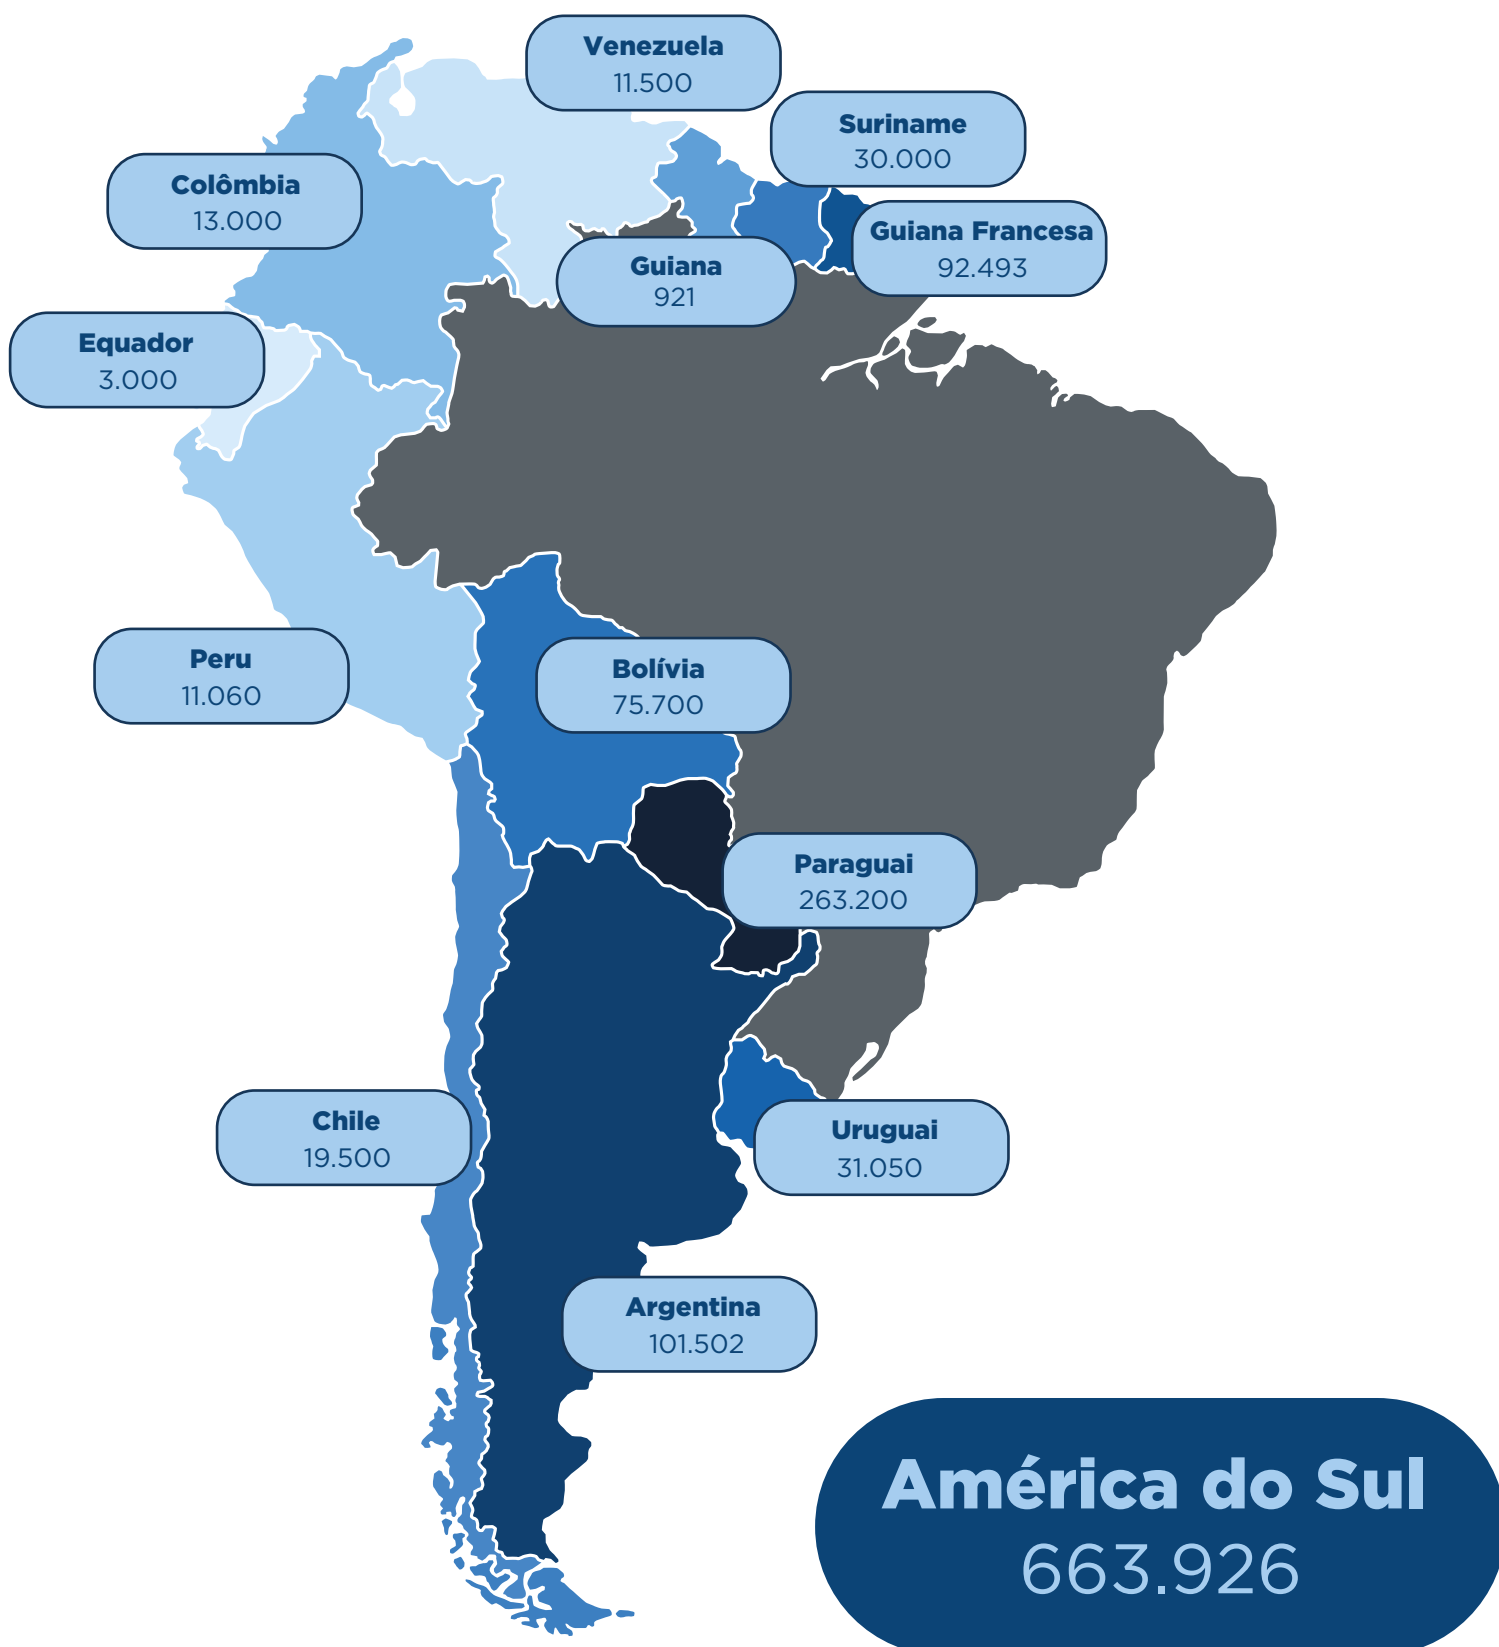 Venezuela
11.500
Suriname
30.000
Colômbia
13.000
Guiana Francesa
92.493
Guiana
921
Equador
3.000
Peru
11.060
Bolívia
75.700
Paraguai
263.200
Chile
19.500
Uruguai
31.050
Argentina
101.502
América do Sul
663.926